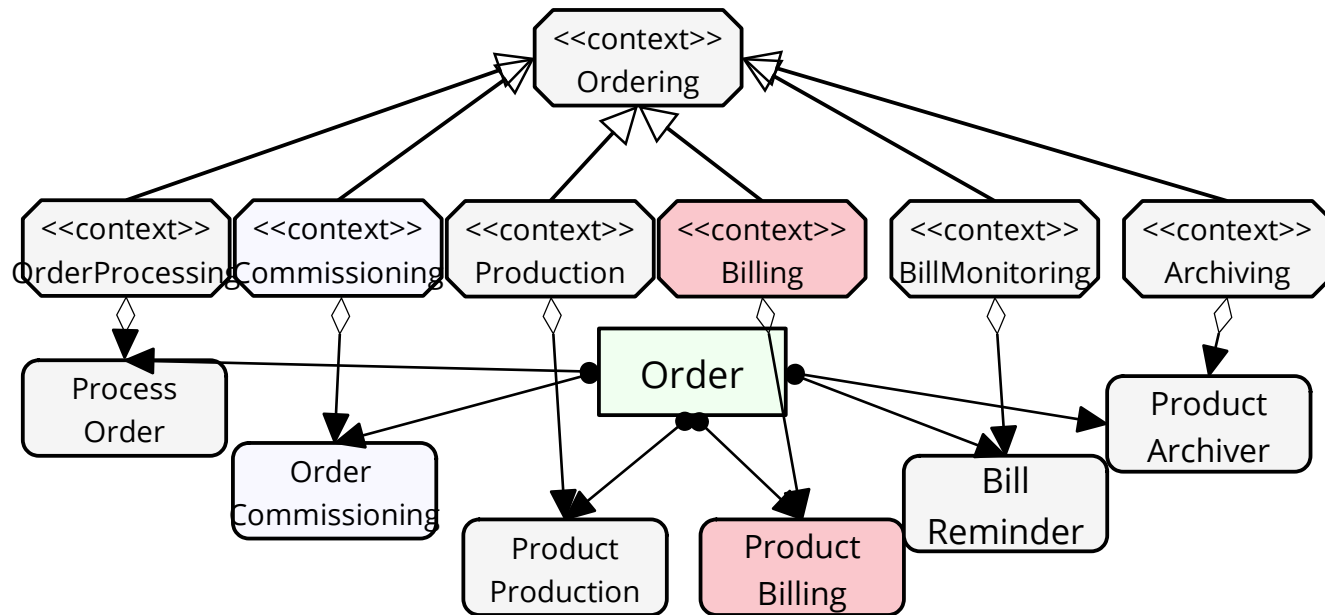 <<context>>
Ordering
<<context>>
OrderProcessing
<<context>>
Commissioning
<<context>>
Production
<<context>>
Billing
<<context>>
BillMonitoring
<<context>>
Archiving
Order
Process
Order
Order
Commissioning
Product
Production
Product
Billing
Bill
Reminder
Product
Archiver